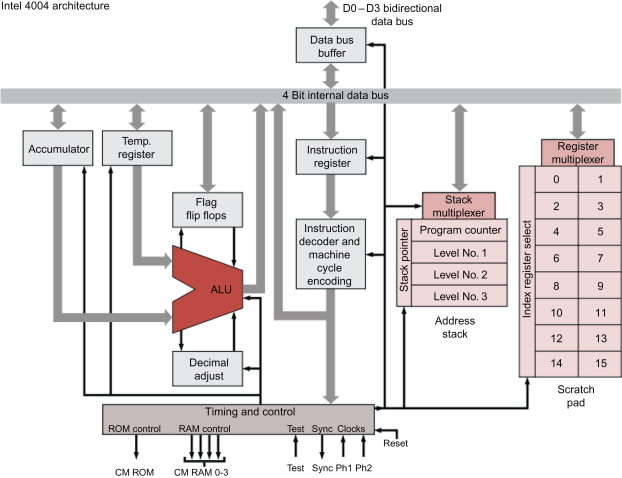 Intel 4004 architecture
D0–D3 bidirectional
data bus
Data bus
buffer
4 Bit internal data bus
Accumulator
Temp.
register
Instruction
register
Register
multiplexer
Flag
flip flops
Stack
multiplexer
Instruction
decoder and
machine
cycle
encoding
Stack pointer
Program counter
Level No. 1
Level No. 2
Level No. 3
Address
stack
Index register select
0 1
2 3
4 5
6 7
8 9
10 11
12 13
14 15
Scratch
pad
ALU
Decimal
adjust
Timing and control
ROM control RAM control Test Sync Clocks
Reset
CM ROM CM RAM 0-3 Test Sync Ph1 Ph2